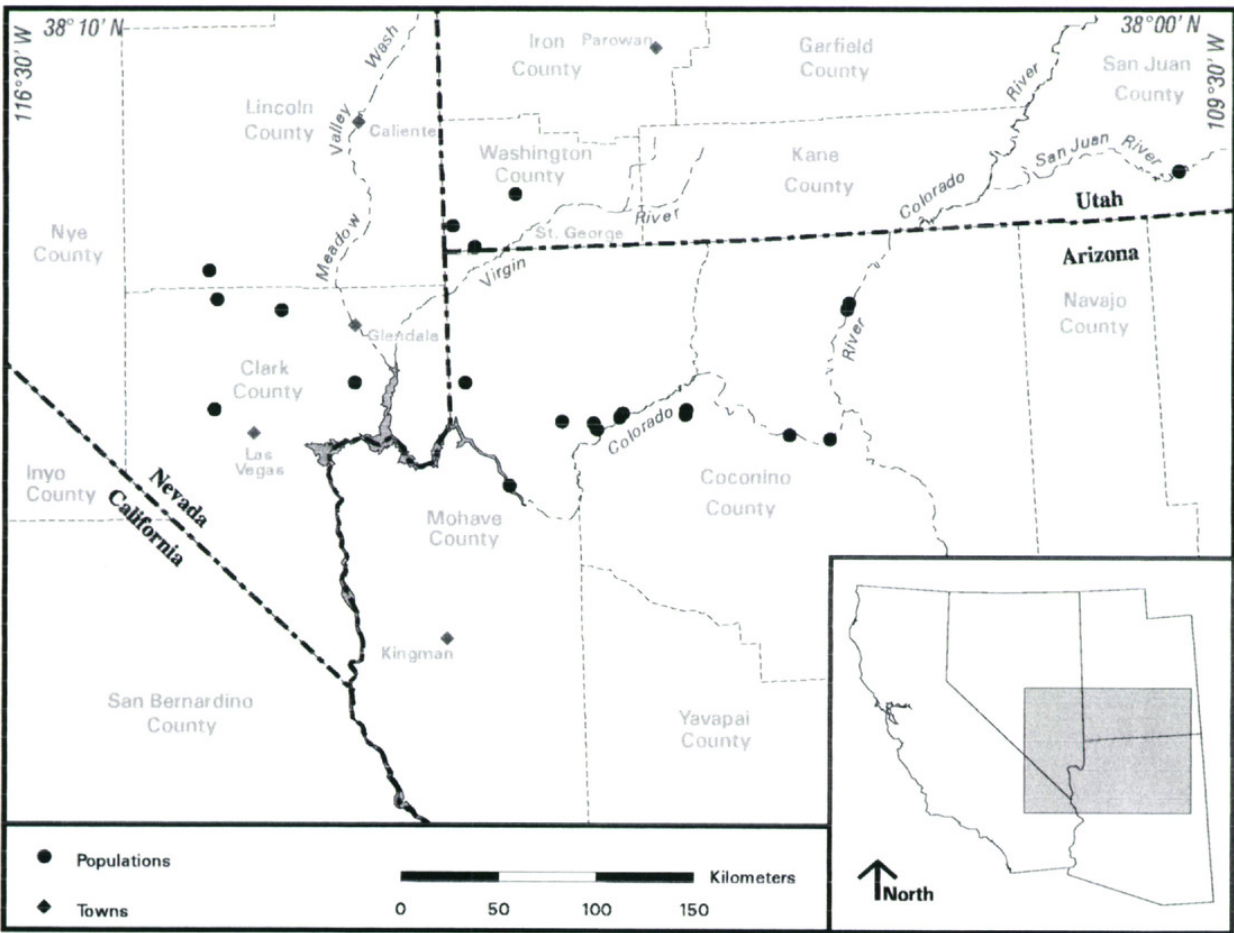 38° 10' N
116° 30' W
38° 00' N
109° 30' W
Wash
Valley
Meadow
Iron
County
Parowan
Garfield
County
San Juan
County
River
Lincoln
County
Caliente
Washington
County
Kane
County
San Juan River
Colorado
Utah
Arizona
Nye
County
St. George
River
Virgin
Navajo
County
Glendale
River
Clark
County
Las
Vegas
Colorado
Inyo
County
Nevada
California
Mohave
County
Coconino
County
Kingman
San Bernardino
County
Yavapai
County
Populations
Towns
Kilometers
0 50 100 150
North